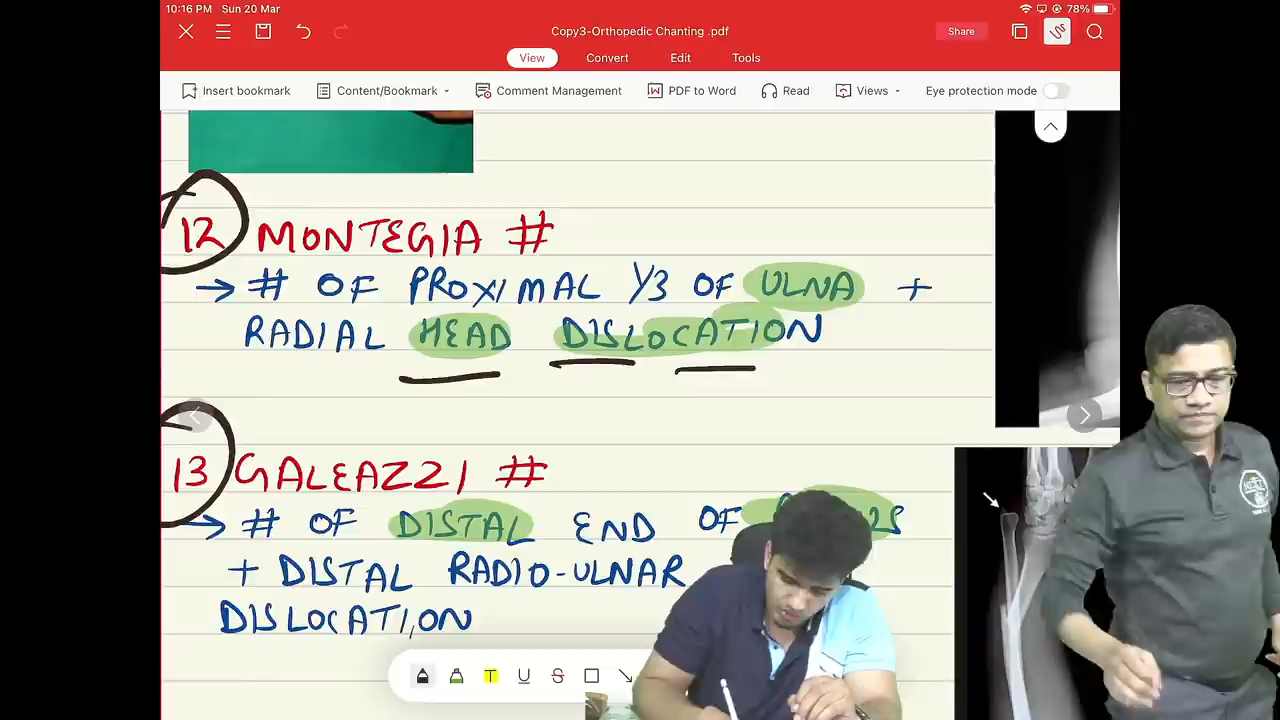 10:16 PM Sun 20 Mar 78%
Copy3-Orthopedic Chanting .pdf
Share
View Convert Edit Tools
Insert bookmark Content/Bookmark Comment Management PDF to Word Read Views Eye protection mode
12 MONTEGIA #
→ # OF PROXIMAL 1/3 OF ULNA +
RADIAL HEAD DISLOCATION
13 GALEAZZI #
→ # OF DISTAL END OF
+ DISTAL RADIO-ULNAR
DISLOCATION
T U S